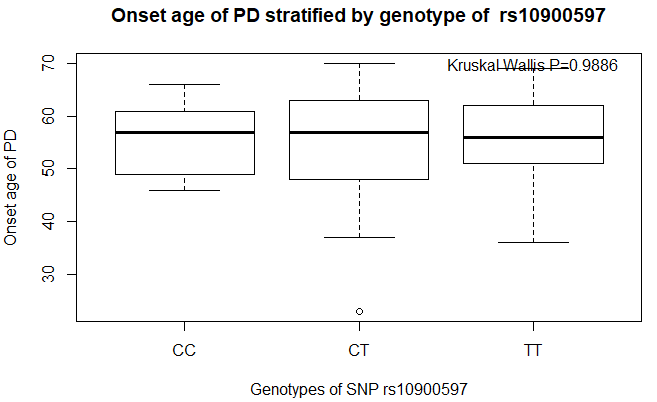 Onset age of PD stratified by genotype of  rs10900597
Kruskal Wallis P=0.9886
Onset age of PD
70
60
50
40
30
CC
CT
TT
Genotypes of SNP rs10900597